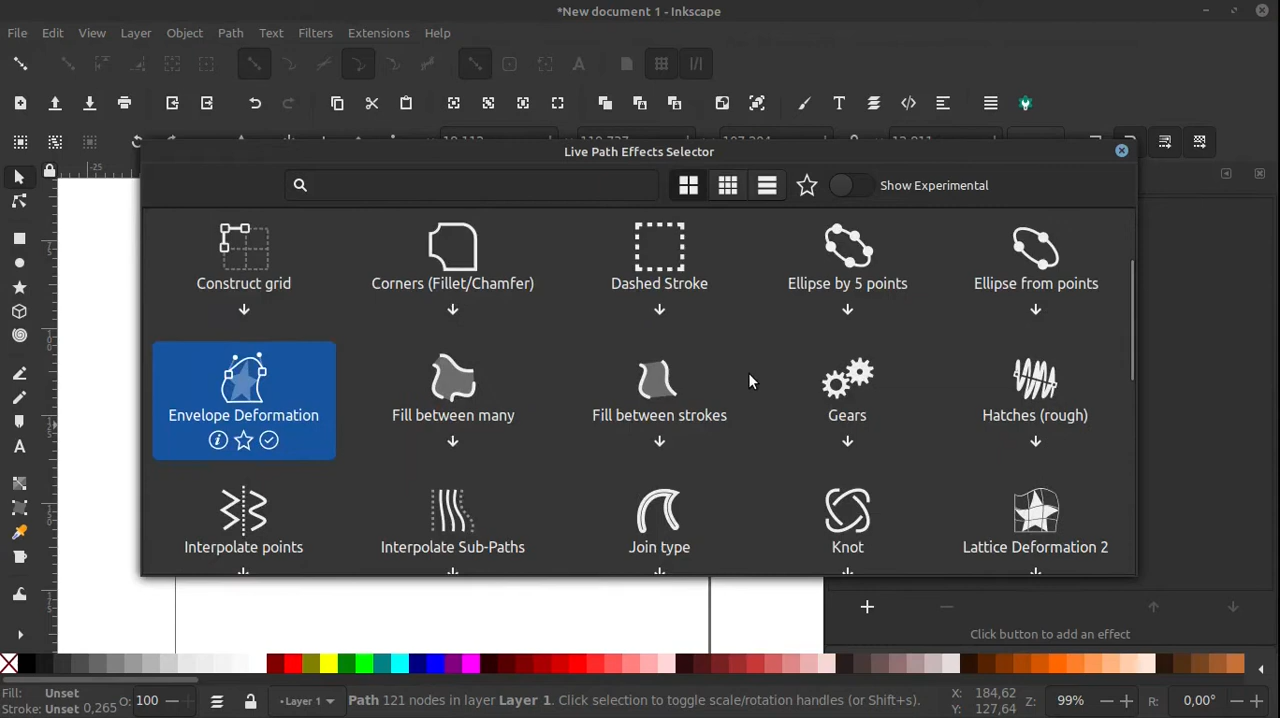 *New document 1 - Inkscape
File Edit View Layer Object Path Text Filters Extensions Help
Live Path Effects Selector
Show Experimental
Construct grid
Corners (Fillet/Chamfer)
Dashed Stroke
Ellipse by 5 points
Ellipse from points
Envelope Deformation
Fill between many
Fill between strokes
Gears
Hatches (rough)
Interpolate points
Interpolate Sub-Paths
Join type
Knot
Lattice Deformation 2
Click button to add an effect
Fill: Unset
Stroke: Unset 0,265
O: 100
•Layer 1
Path 121 nodes in layer Layer 1. Click selection to toggle scale/rotation handles (or Shift+s).
X: 184,62
Y: 127,64
Z: 99%
R: 0,00°